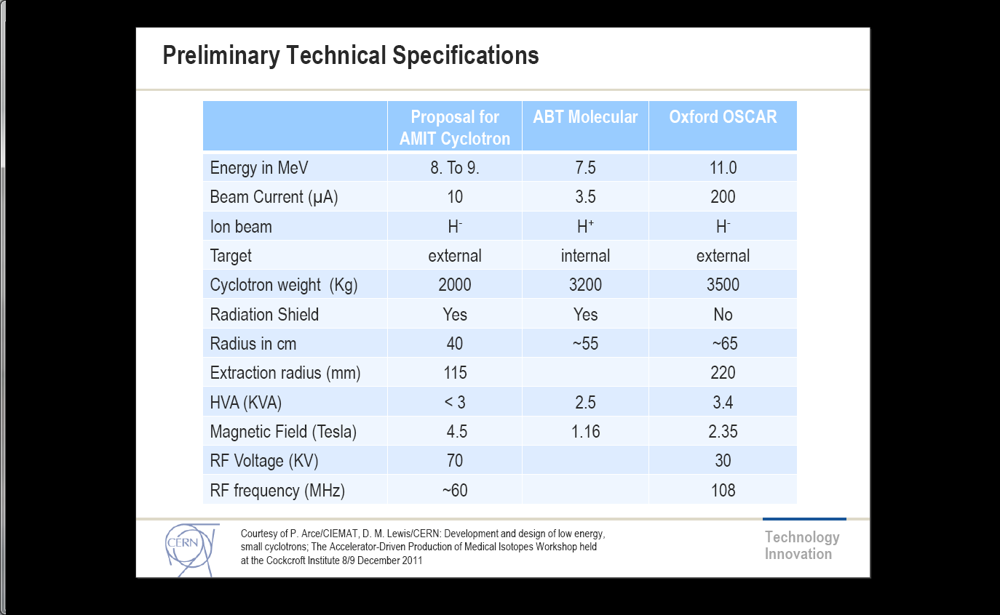 Preliminary Technical Specifications
Proposal for AMIT Cyclotron ABT Molecular Oxford OSCAR
Energy in MeV 8. To 9. 7.5 11.0
Beam Current (µA) 10 3.5 200
Ion beam H- H+ H-
Target external internal external
Cyclotron weight (Kg) 2000 3200 3500
Radiation Shield Yes Yes No
Radius in cm 40 ~55 ~65
Extraction radius (mm) 115 220
HVA (KVA) < 3 2.5 3.4
Magnetic Field (Tesla) 4.5 1.16 2.35
RF Voltage (KV) 70 30
RF frequency (MHz) ~60 108
CERN
Courtesy of P. Arce/CIEMAT, D. M. Lewis/CERN: Development and design of low energy,
small cyclotrons; The Accelerator-Driven Production of Medical Isotopes Workshop held
at the Cockcroft Institute 8/9 December 2011
Technology
Innovation